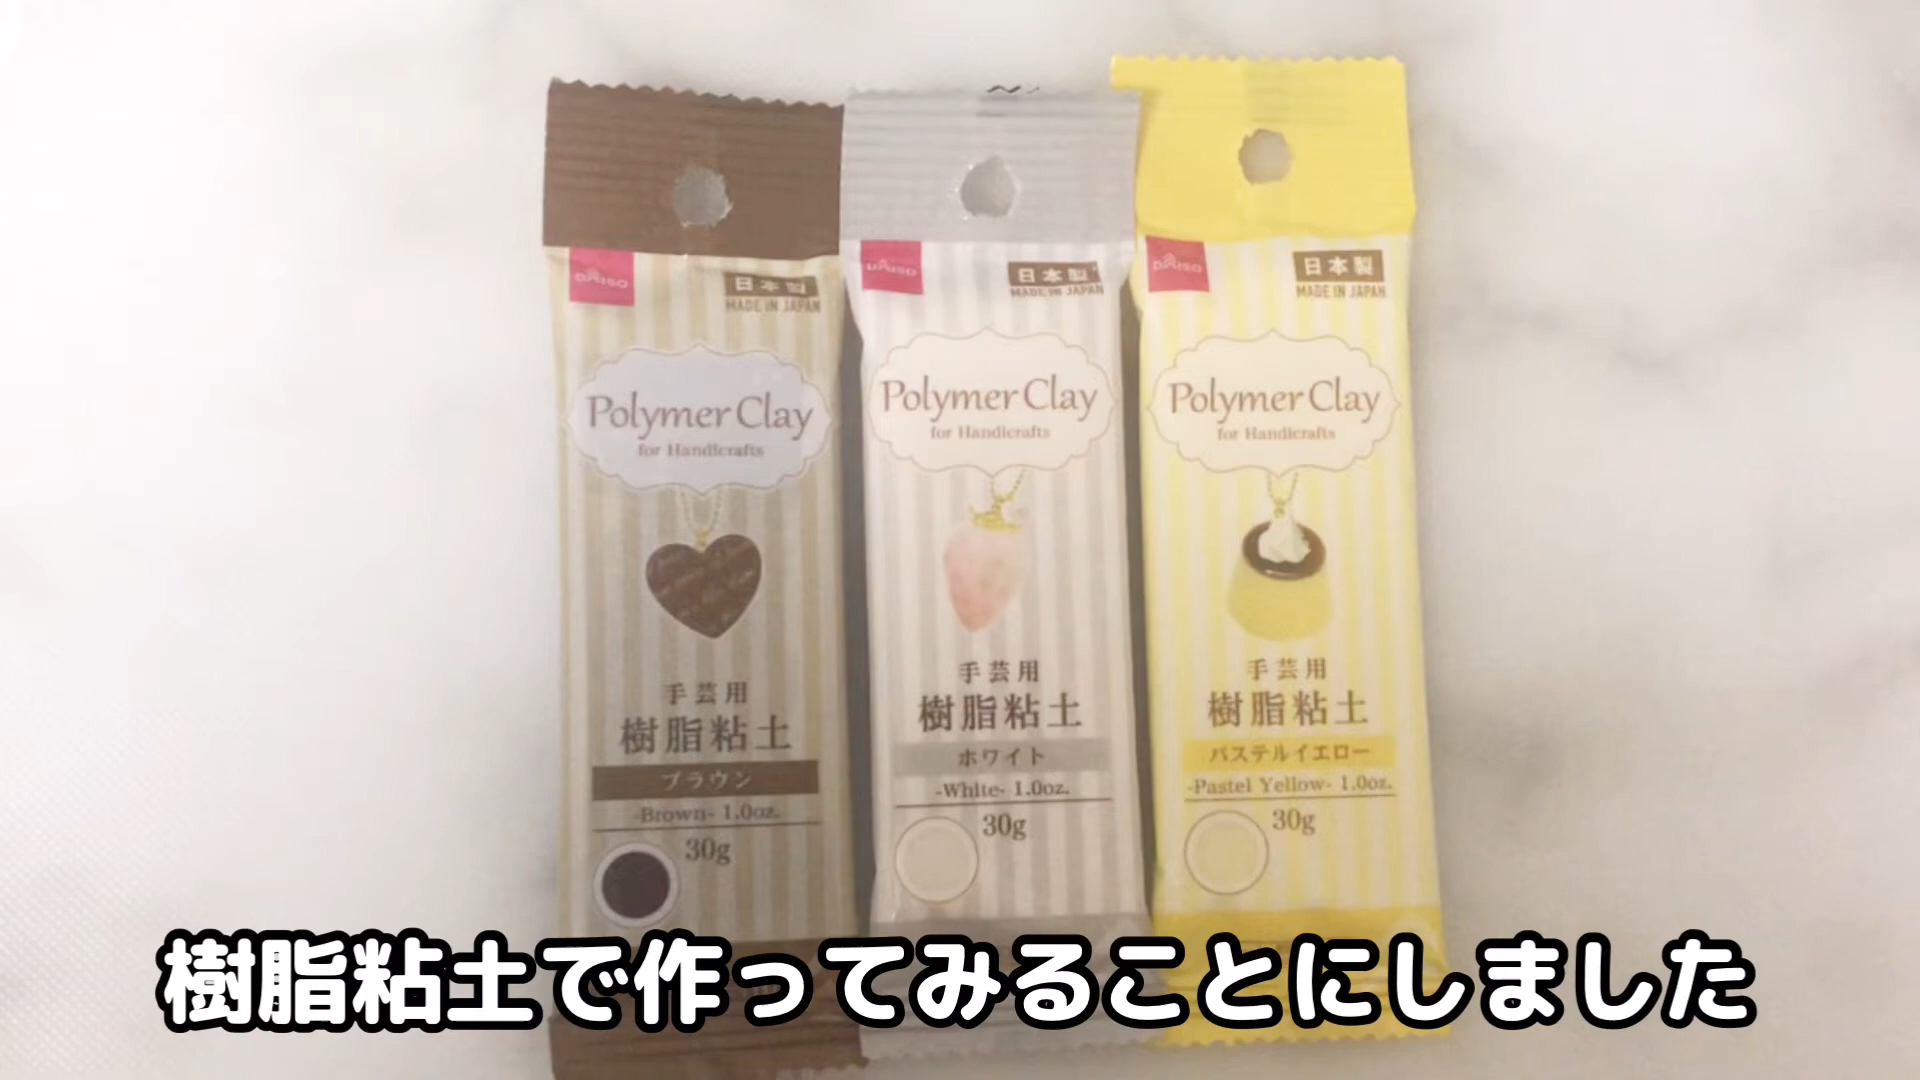 DAISO
日本製
MADE IN JAPAN
Polymer Clay
for Handicrafts
手芸用
樹脂粘土
ブラウン
-Brown- 1.0oz.
30g
DAISO
日本製
MADE IN JAPAN
Polymer Clay
for Handicrafts
手芸用
樹脂粘土
ホワイト
-White- 1.0oz.
30g
DAISO
日本製
MADE IN JAPAN
Polymer Clay
for Handicrafts
手芸用
樹脂粘土
パステルイエロー
-Pastel Yellow- 1.0oz.
30g
樹脂粘土で作ってみることにしました